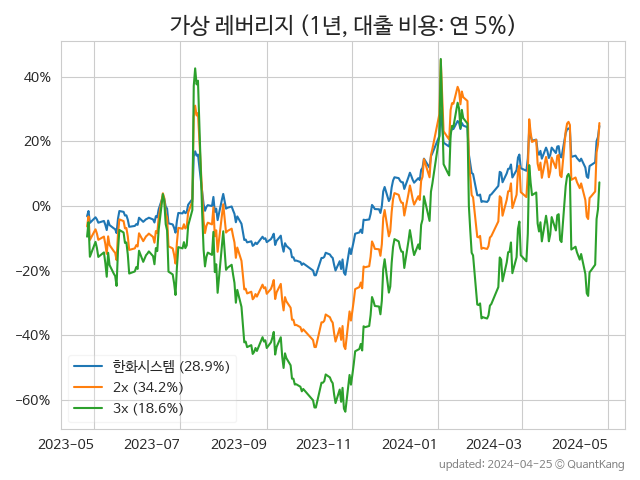 가상 레버리지 (1년, 대출 비용: 연 5%)
40%
20%
0%
−20%
−40%
−60%
한화시스템 (28.9%)
2x (34.2%)
3x (18.6%)
2023-05 2023-07 2023-09 2023-11 2024-01 2024-03 2024-05
updated: 2024-04-25 © QuantKang